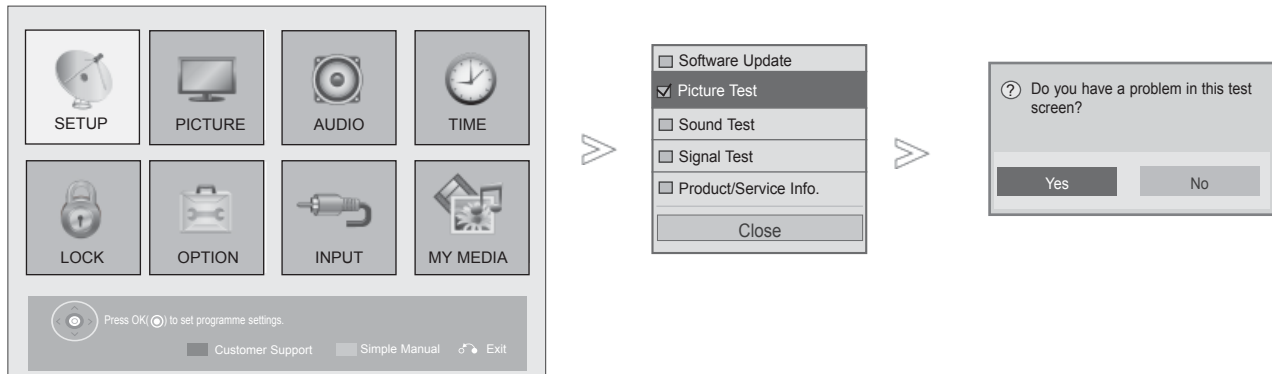 SETUP
PICTURE
AUDIO
TIME
LOCK
OPTION
INPUT
MY MEDIA
Press OK( ) to set programme settings.
Customer Support
Simple Manual
Exit
Software Update
Picture Test
Sound Test
Signal Test
Product/Service Info.
Close
? Do you have a problem in this test
screen?
Yes
No